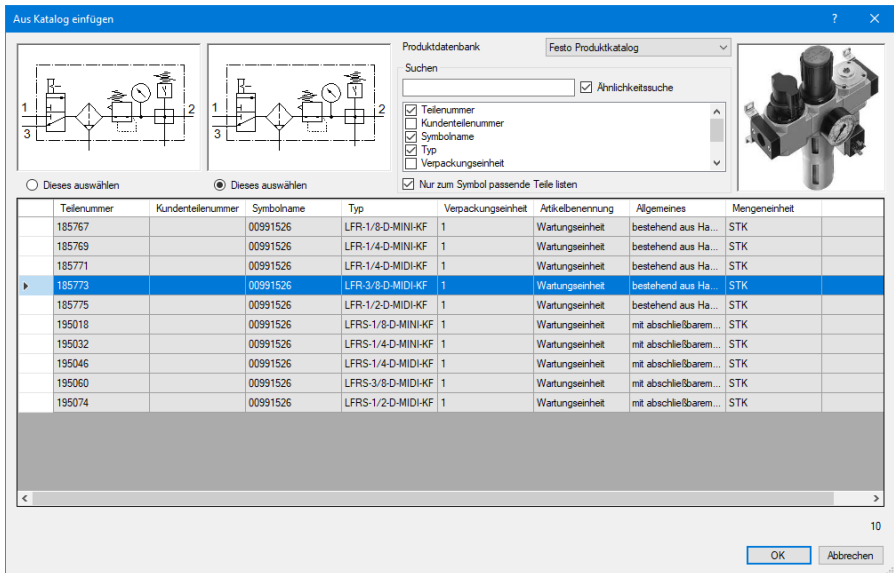 Aus Katalog einfügen
Produktdatenbank Festo Produktkatalog
Suchen
Ähnlichkeitssuche
Teilenummer
Kundenteilenummer
Symbolname
Typ
Verpackungseinheit
1 2
3
1 2
3
Dieses auswählen Dieses auswählen Nur zum Symbol passende Teile listen
Teilenummer Kundenteilenummer Symbolname Typ Verpackungseinheit Artikelbenennung Allgemeines Mengeneinheit
185767 00991526 LFR-1/8-D-MINI-KF 1 Wartungseinheit bestehend aus Ha... STK
185769 00991526 LFR-1/4-D-MINI-KF 1 Wartungseinheit bestehend aus Ha... STK
185771 00991526 LFR-1/4-D-MIDI-KF 1 Wartungseinheit bestehend aus Ha... STK
185773 00991526 LFR-3/8-D-MIDI-KF 1 Wartungseinheit bestehend aus Ha... STK
185775 00991526 LFR-1/2-D-MIDI-KF 1 Wartungseinheit bestehend aus Ha... STK
195018 00991526 LFRS-1/8-D-MINI-KF 1 Wartungseinheit mit abschließbarem... STK
195032 00991526 LFRS-1/4-D-MINI-KF 1 Wartungseinheit mit abschließbarem... STK
195046 00991526 LFRS-1/4-D-MIDI-KF 1 Wartungseinheit mit abschließbarem... STK
195060 00991526 LFRS-3/8-D-MIDI-KF 1 Wartungseinheit mit abschließbarem... STK
195074 00991526 LFRS-1/2-D-MIDI-KF 1 Wartungseinheit mit abschließbarem... STK
10
OK Abbrechen